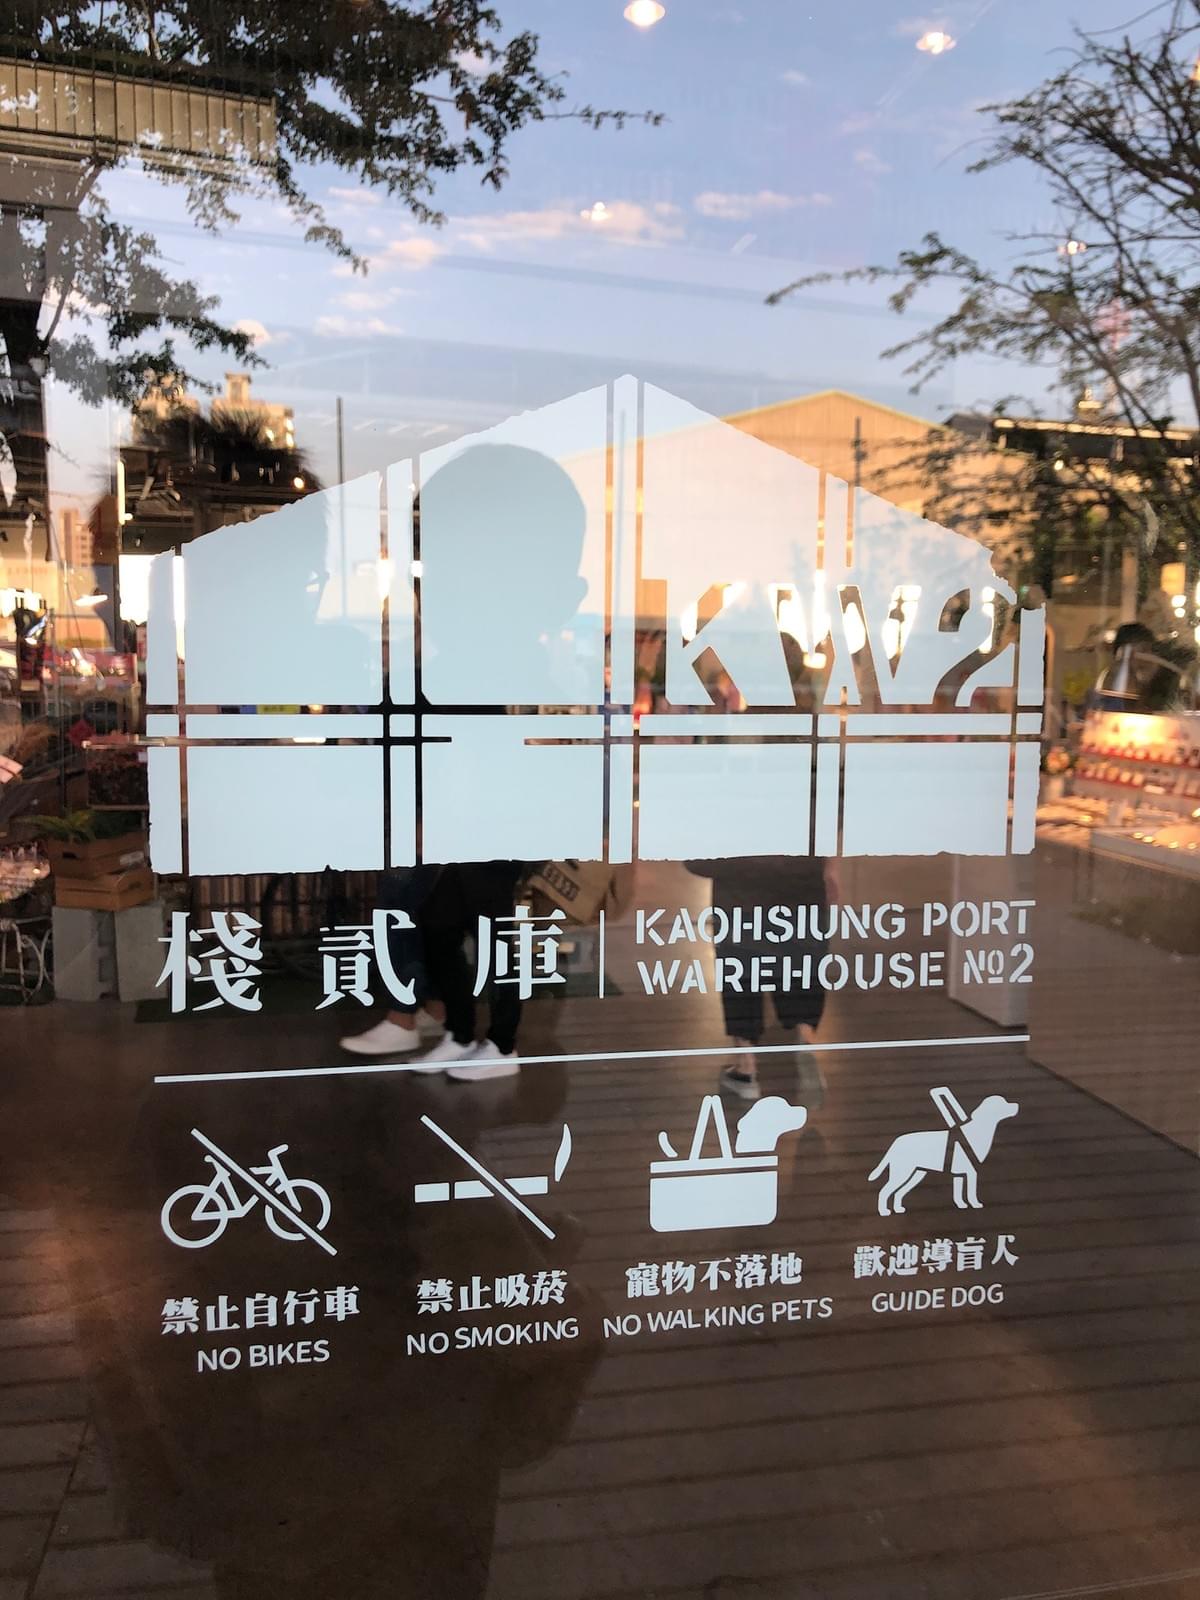 KW2
棧貳庫
KAOHSIUNG PORT
WAREHOUSE №2
禁止自行車
NO BIKES
禁止吸菸
NO SMOKING
寵物不落地
NO WALKING PETS
歡迎導盲犬
GUIDE DOG